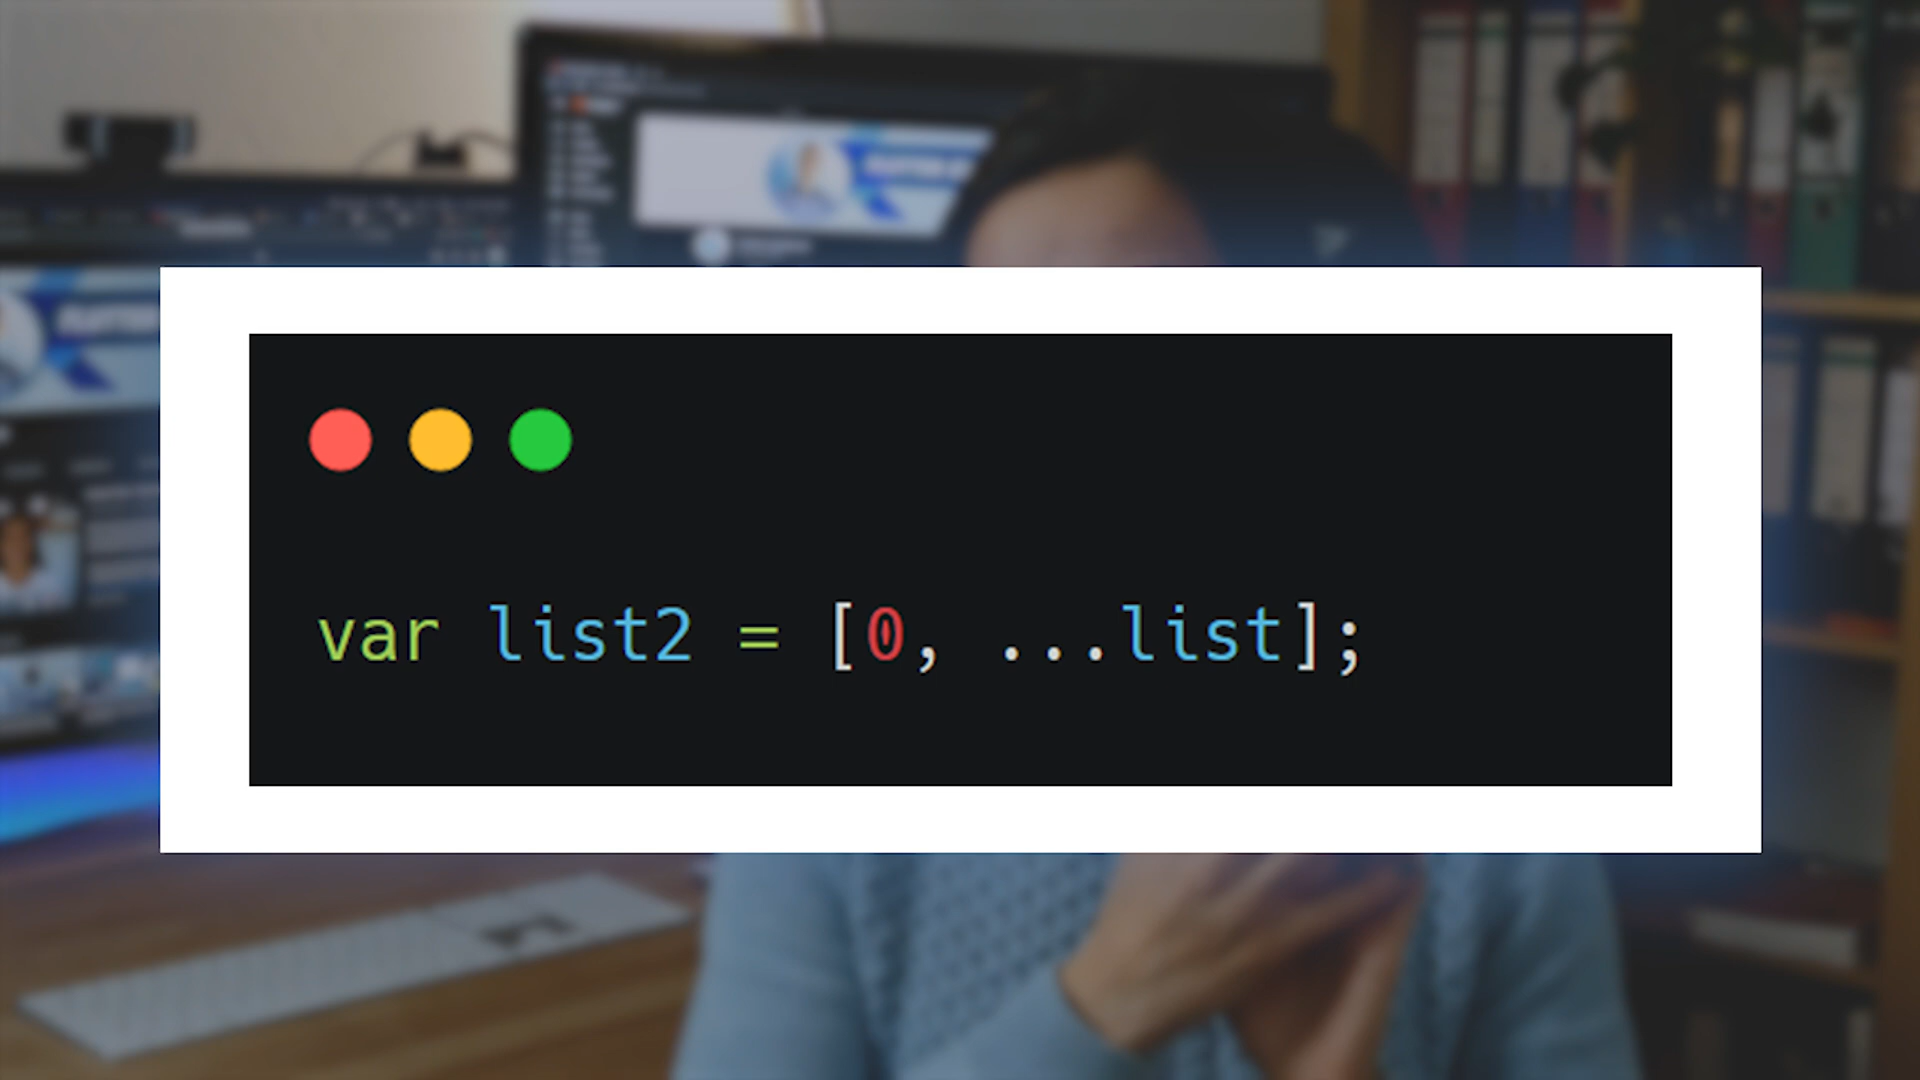 var list2 = [0, ...list];